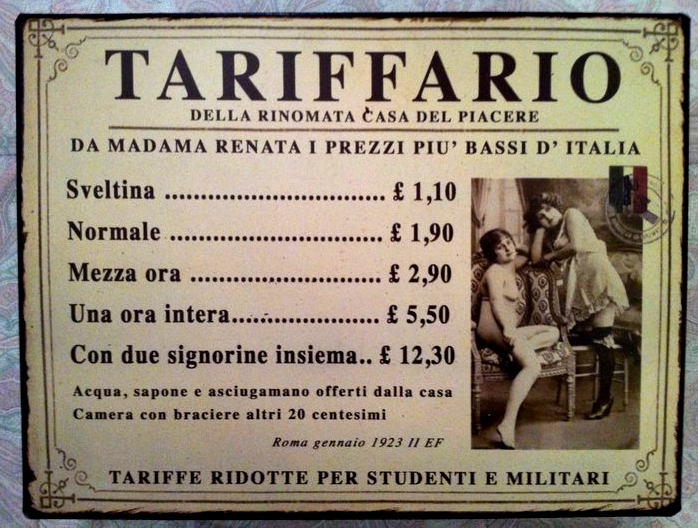 TARIFFARIO
DELLA RINOMATA CASA DEL PIACERE
DA MADAMA RENATA I PREZZI PIU' BASSI D' ITALIA
Sveltina ................................. £ 1,10
Normale ................................ £ 1,90
Mezza ora ............................. £ 2,90
Una ora intera...................... £ 5,50
Con due signorine insiema.. £ 12,30
Acqua, sapone e asciugamano offerti dalla casa
Camera con braciere altri 20 centesimi
Roma gennaio 1923 II EF
TARIFFE RIDOTTE PER STUDENTI E MILITARI